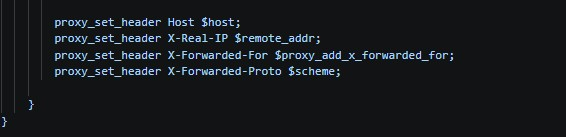 proxy_set_header Host $host;
proxy_set_header X-Real-IP $remote_addr;
proxy_set_header X-Forwarded-For $proxy_add_x_forwarded_for;
proxy_set_header X-Forwarded-Proto $scheme;
}
}